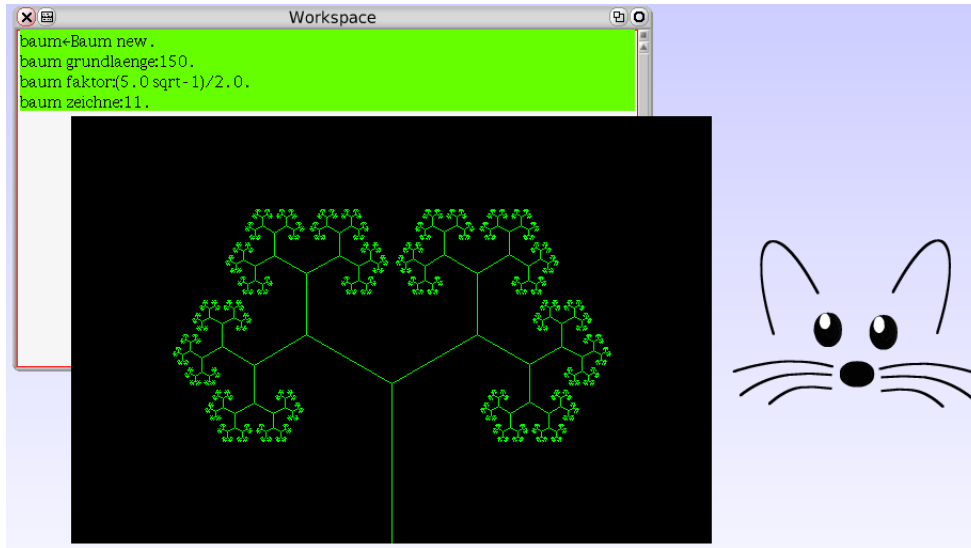 Workspace
baum←Baum new.
baum grundlaenge:150.
baum faktor:(5.0 sqrt-1)/2.0.
baum zeichne:11.